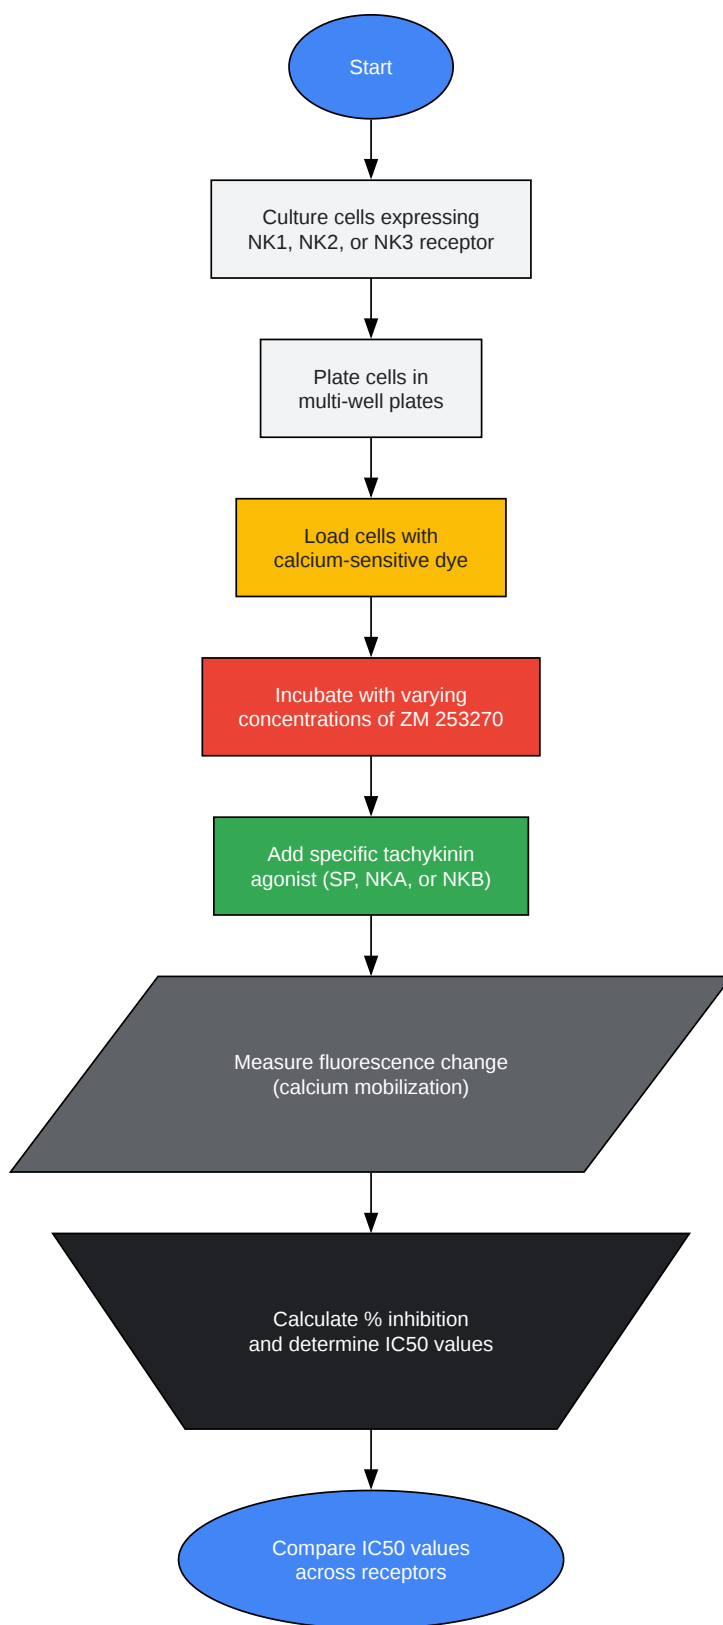 Start
Culture cells expressing
NK1, NK2, or NK3 receptor
Plate cells in
multi-well plates
Load cells with
calcium-sensitive dye
Incubate with varying
concentrations of ZM 253270
Add specific tachykinin
agonist (SP, NKA, or NKB)
Measure fluorescence change
(calcium mobilization)
Calculate % inhibition
and determine IC50 values
Compare IC50 values
across receptors